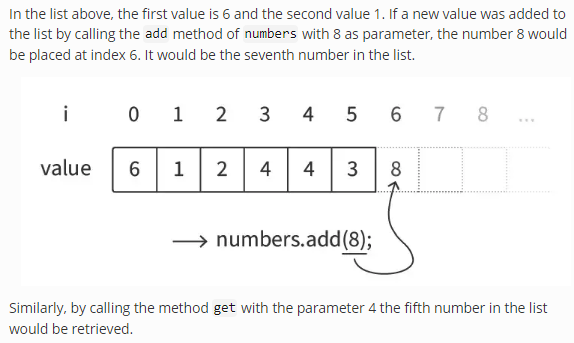 In the list above, the first value is 6 and the second value 1. If a new value was added to
the list by calling the add method of numbers with 8 as parameter, the number 8 would
be placed at index 6. It would be the seventh number in the list.
i 0 1 2 3 4 5 6 7 8 ...
value 6 1 2 4 4 3 8
→ numbers.add(8);
Similarly, by calling the method get with the parameter 4 the fifth number in the list
would be retrieved.